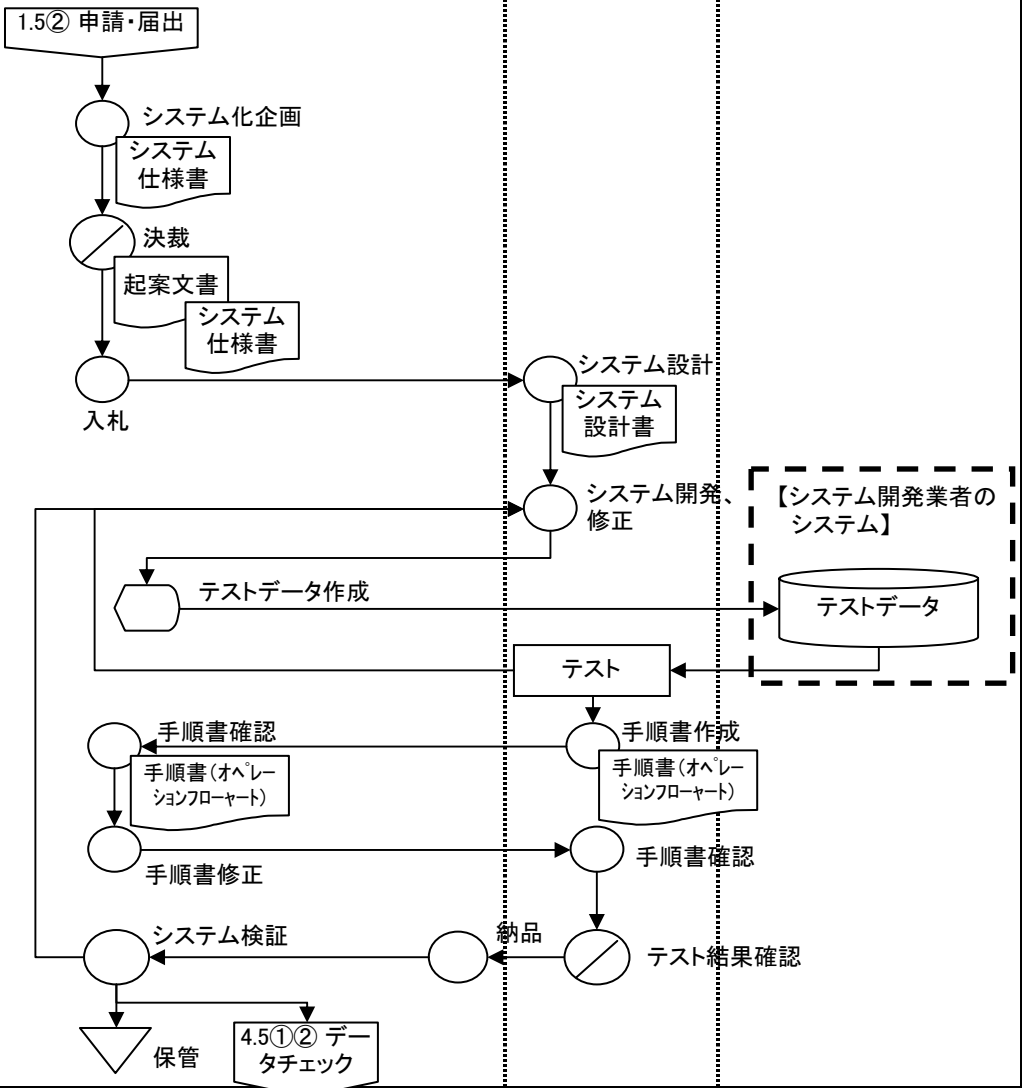 1.5② 申請・届出
システム化企画
システム
仕様書
決裁
起案文書
システム
仕様書
入札
システム設計
システム
設計書
システム開発、
修正
【システム開発業者の
システム】
テストデータ作成
テストデータ
テスト
手順書確認
手順書（オペレー
ションフローャート）
手順書作成
手順書（オペレー
ションフローャート）
手順書修正
手順書確認
システム検証
納品
テスト結果確認
保管
4.5①② デー
タチェック